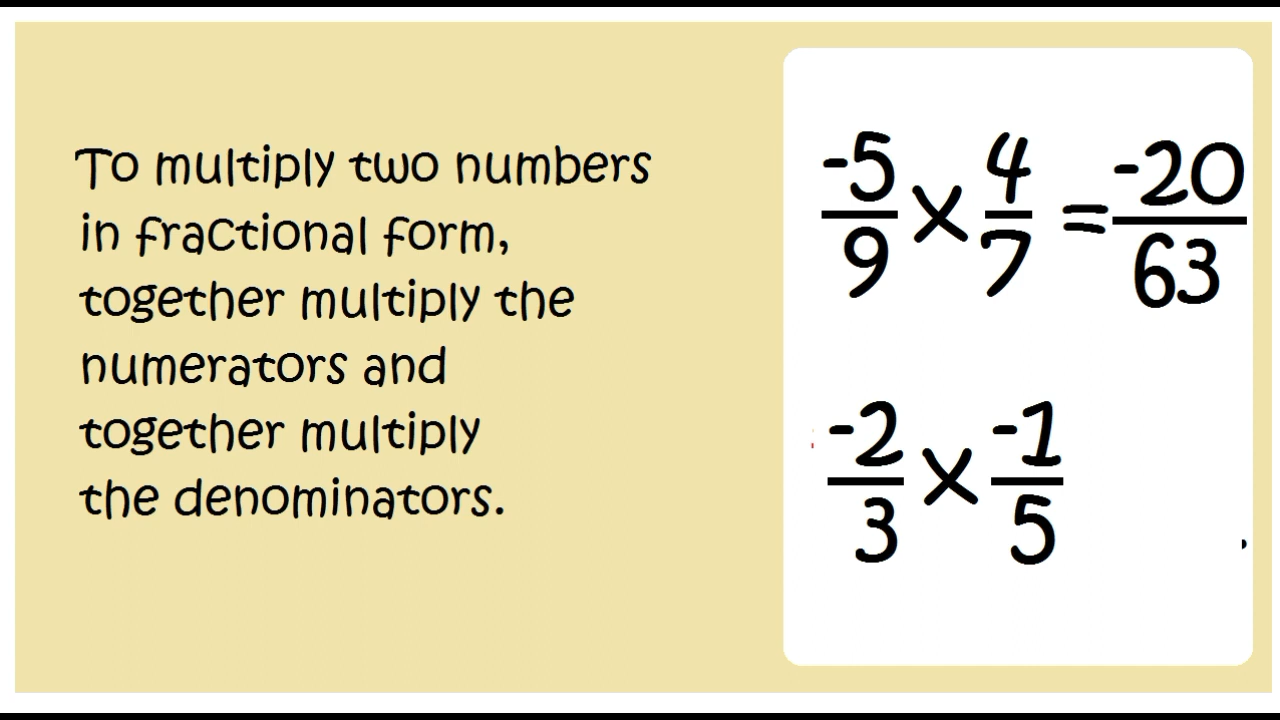 To multiply two numbers
in fractional form,
together multiply the
numerators and
together multiply
the denominators.
-5/9 x 4/7 = -20/63
-2/3 x -1/5